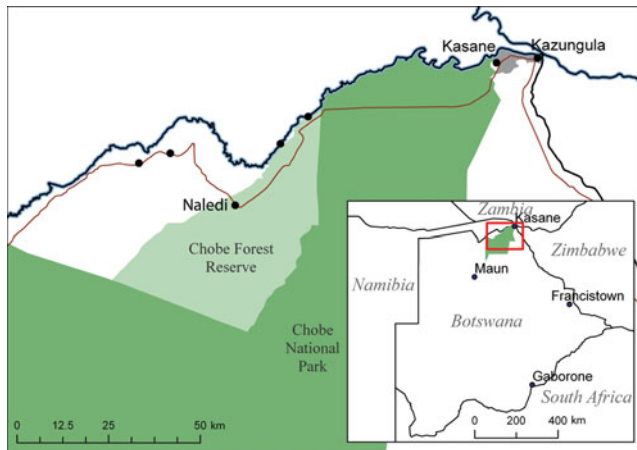 Kasane
Kazungula
Naledi
Chobe Forest
Reserve
Chobe
National
Park
0 12.5 25 50 km
Zambia
Kasane
Zimbabwe
Namibia
Maun
Francistown
Botswana
Gaborone
South Africa
0 200 400 km